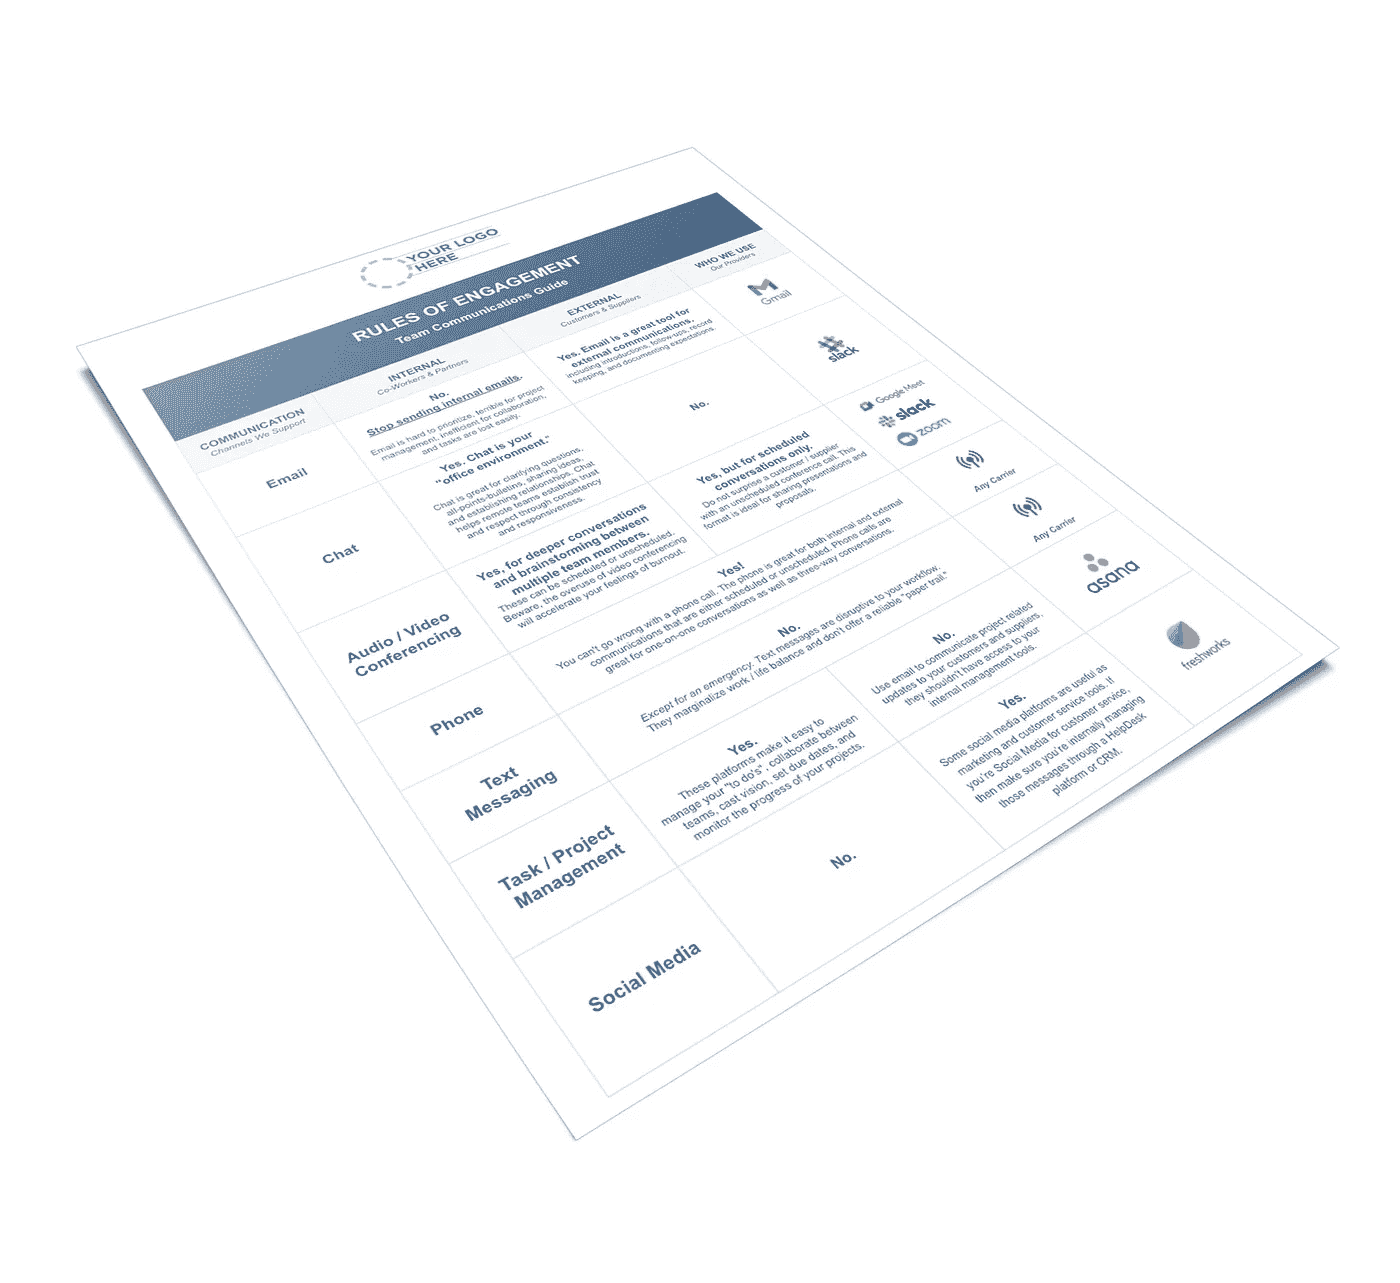 YOUR LOGO
HERE
RULES OF ENGAGEMENT
Team Communications Guide
COMMUNICATION
Channels We Support
INTERNAL
Co-Workers & Partners
EXTERNAL
Customers & Suppliers
WHO WE USE
Our Providers
Email
No.
Stop sending internal emails.
Email is hard to prioritize, terrible for project
management, inefficient for collaboration,
and tasks are lost easily.
Yes. Email is a great tool for
external communications.
including introductions, follow-ups, record
keeping, and documenting expectations.
Gmail
Chat
Yes. Chat is your
"office environment."
Chat is great for clarifying questions,
all-points-bulletins, sharing ideas,
and establishing relationships. Chat
helps remote teams establish trust
and respect through consistency
and responsiveness.
No.
slack
Audio / Video
Conferencing
Yes, for deeper conversations
and brainstorming between
multiple team members.
These can be scheduled or unscheduled.
Beware, the overuse of video conferencing
will accelerate your feelings of burnout.
Yes, but for scheduled
conversations only.
Do not surprise a customer / supplier
with an unscheduled conference call. This
format is ideal for sharing presentations and
proposals.
Google Meet
slack
zoom
Phone
Yes!
You can't go wrong with a phone call. The phone is great for both internal and external
communications that are either scheduled or unscheduled. Phone calls are
great for one-on-one conversations as well as three-way conversations.
Any Carrier
Text
Messaging
No.
Except for an emergency. Text messages are disruptive to your workflow.
They marginalize work / life balance and don't offer a reliable "paper trail."
Any Carrier
Task / Project
Management
Yes.
These platforms make it easy to
manage your "to do's", collaborate between
teams, cast vision, set due dates, and
monitor the progress of your projects.
No.
Use email to communicate project related
updates to your customers and suppliers,
they shouldn't have access to your
internal management tools.
asana
Social Media
No.
Yes.
Some social media platforms are useful as
marketing and customer service tools. If
you're Social Media for customer service,
then make sure you're internally managing
those messages through a HelpDesk
platform or CRM.
freshworks